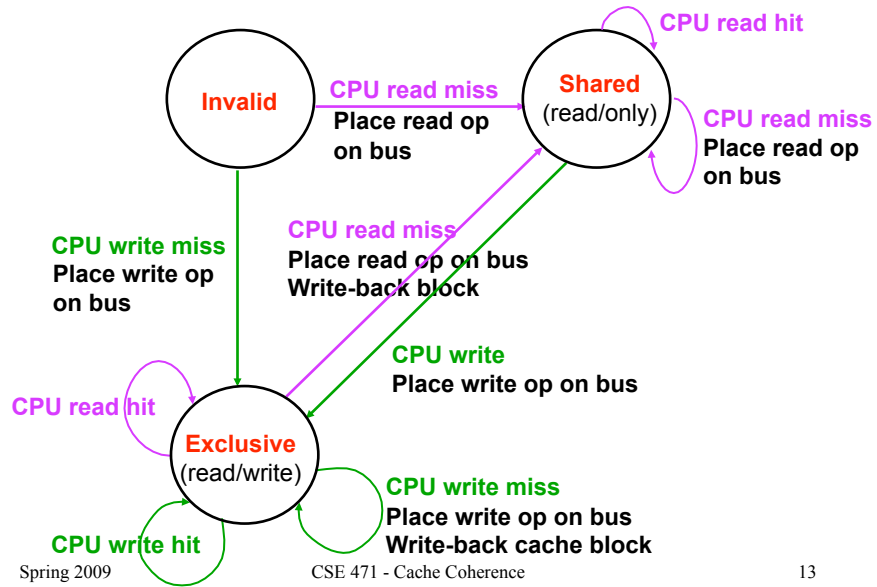 CPU read hit
Invalid
Shared
(read/only)
CPU read miss
Place read op
on bus
CPU read miss
Place read op
on bus
CPU write miss
Place write op
on bus
CPU read miss
Place read op on bus
Write-back block
CPU write
Place write op on bus
CPU read hit
Exclusive
(read/write)
CPU write miss
Place write op on bus
Write-back cache block
CPU write hit
Spring 2009
CSE 471 - Cache Coherence
13